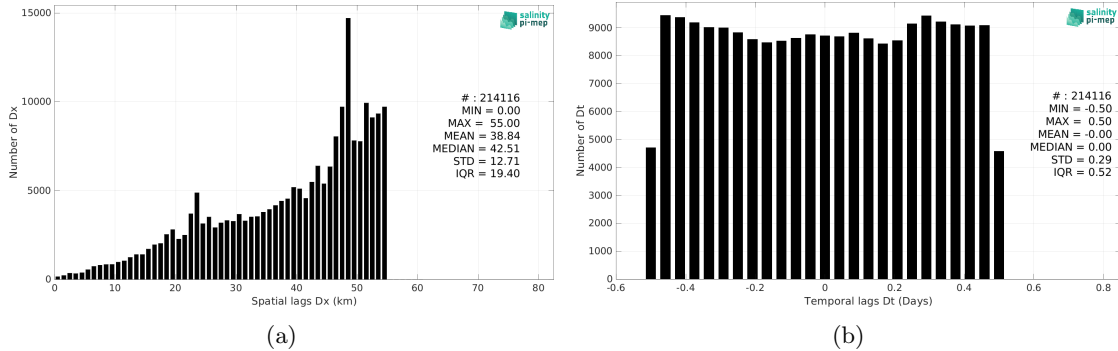 15000
10000
5000
0
Number of Dx
0 10 20 30 40 50 60 70 80
Spatial lags Dx (km)
salinity
pi-mep
# : 214116
MIN = 0.00
MAX = 55.00
MEAN = 38.84
MEDIAN = 42.51
STD = 12.71
IQR = 19.40
(a)
9000
8000
7000
6000
5000
4000
3000
2000
1000
0
Number of Dt
-0.6 -0.4 -0.2 0 0.2 0.4 0.6 0.8
Temporal lags Dt (Days)
salinity
pi-mep
# : 214116
MIN = -0.50
MAX = 0.50
MEAN = -0.00
MEDIAN = 0.00
STD = 0.29
IQR = 0.52
(b)